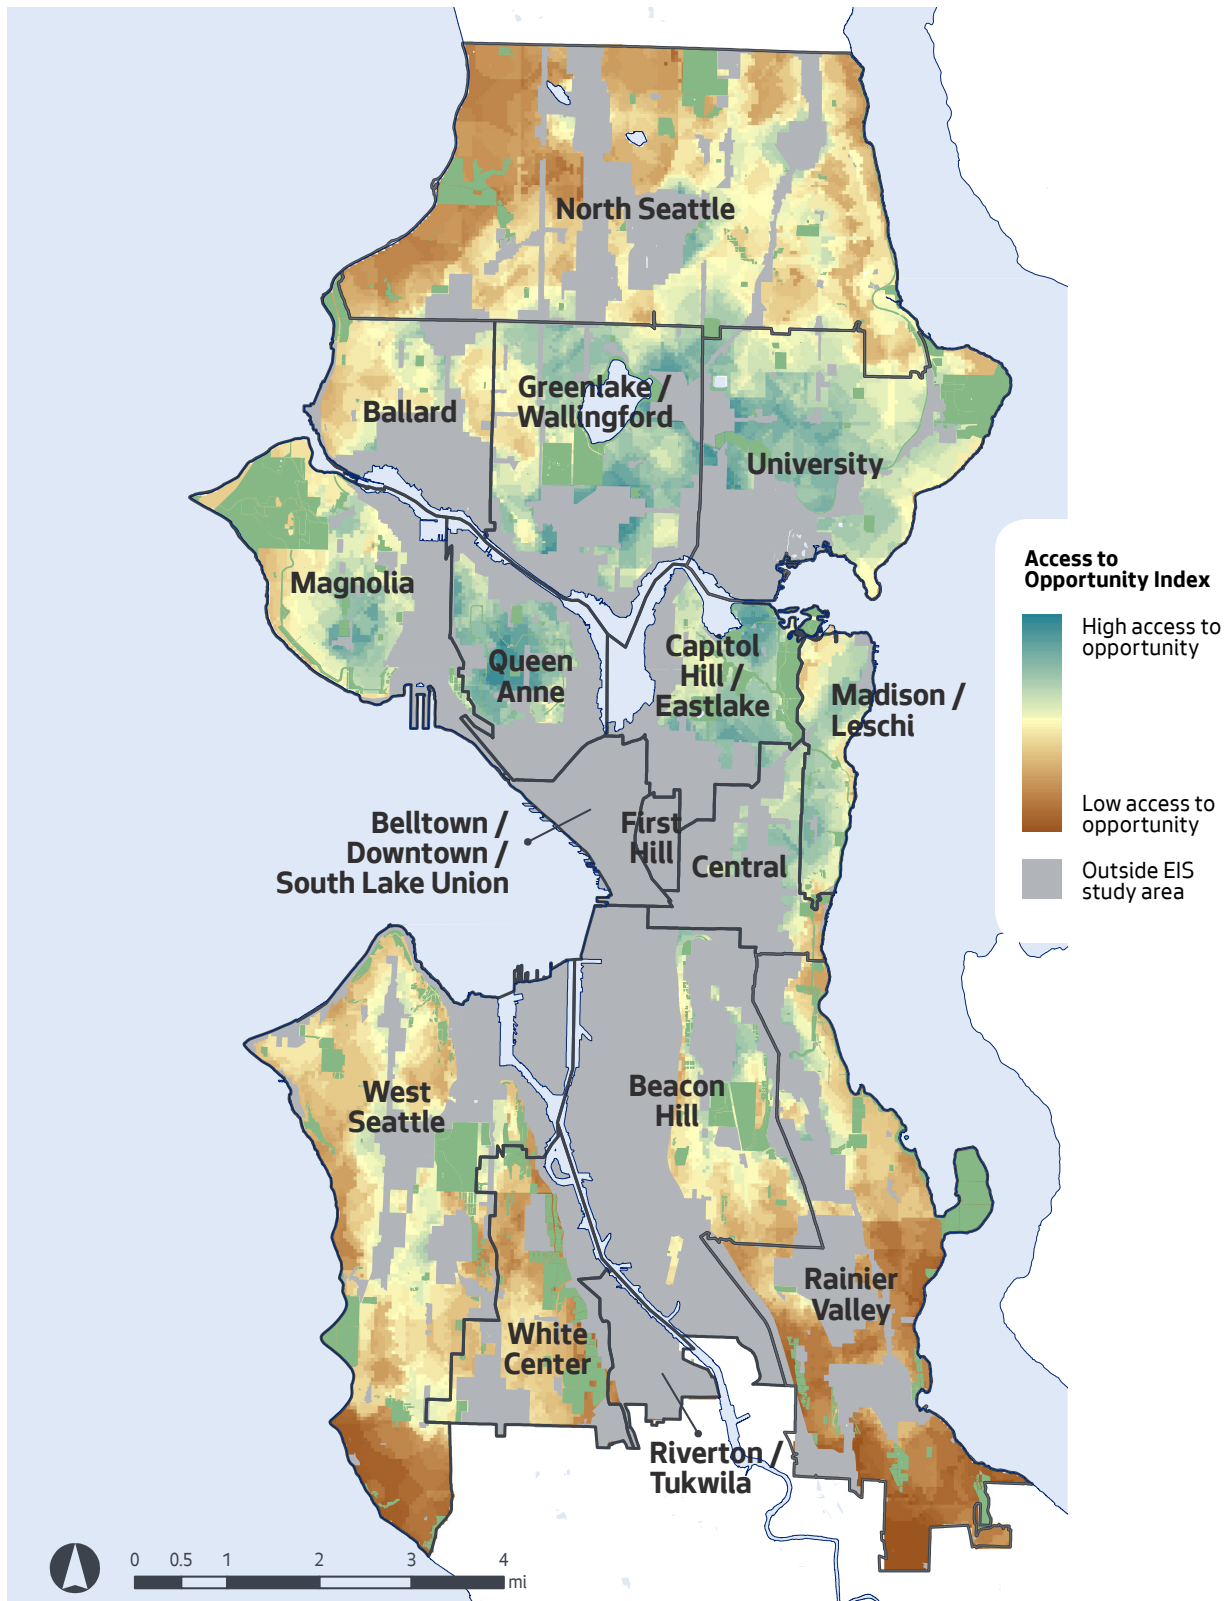 North Seattle
Greenlake /
Wallingford
Ballard
University
Magnolia
Queen
Anne
Capitol
Hill /
Eastlake
Madison /
Leschi
Belltown /
Downtown /
South Lake Union
First
Hill
Central
West
Seattle
Beacon
Hill
Rainier
Valley
White
Center
Riverton /
Tukwila
Access to
Opportunity Index
High access to
opportunity
Low access to
opportunity
Outside EIS
study area
0 0.5 1 2 3 4
mi